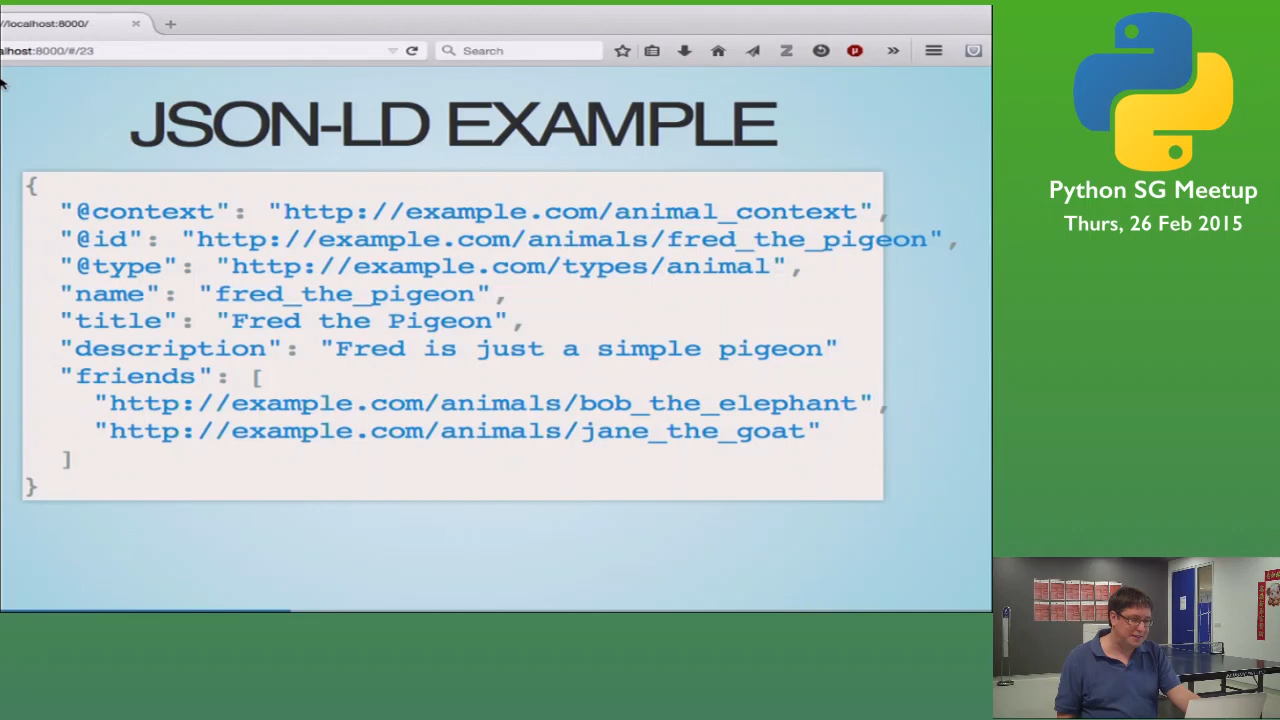 //localhost:8000/
alhost:8000/#/23
Search
JSON-LD EXAMPLE
{
"@context": "http://example.com/animal_context",
"@id": "http://example.com/animals/fred_the_pigeon",
"@type": "http://example.com/types/animal",
"name": "fred_the_pigeon",
"title": "Fred the Pigeon",
"description": "Fred is just a simple pigeon"
"friends": [
"http://example.com/animals/bob_the_elephant",
"http://example.com/animals/jane_the_goat"
]
}
Python SG Meetup
Thurs, 26 Feb 2015